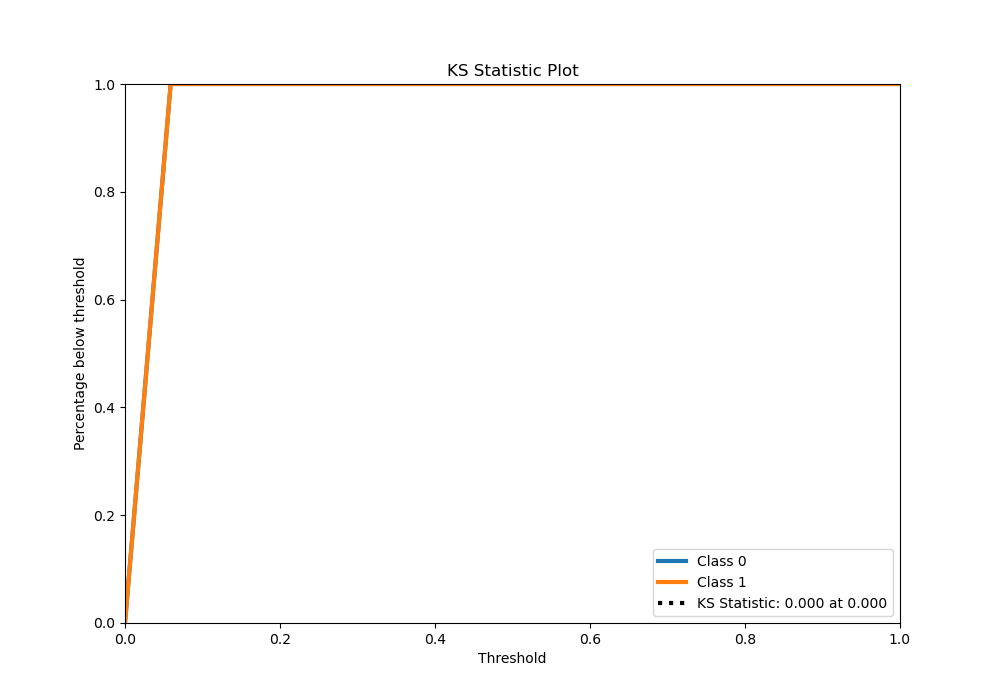 KS Statistic Plot
1.0
0.8
0.6
0.4
0.2
0.0
Percentage below threshold
0.0 0.2 0.4 0.6 0.8 1.0
Threshold
Class 0
Class 1
KS Statistic: 0.000 at 0.000